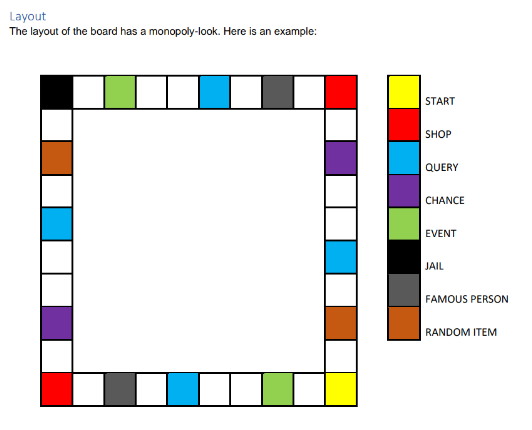 Layout
The layout of the board has a monopoly-look. Here is an example:
START
SHOP
QUERY
CHANCE
EVENT
JAIL
FAMOUS PERSON
RANDOM ITEM